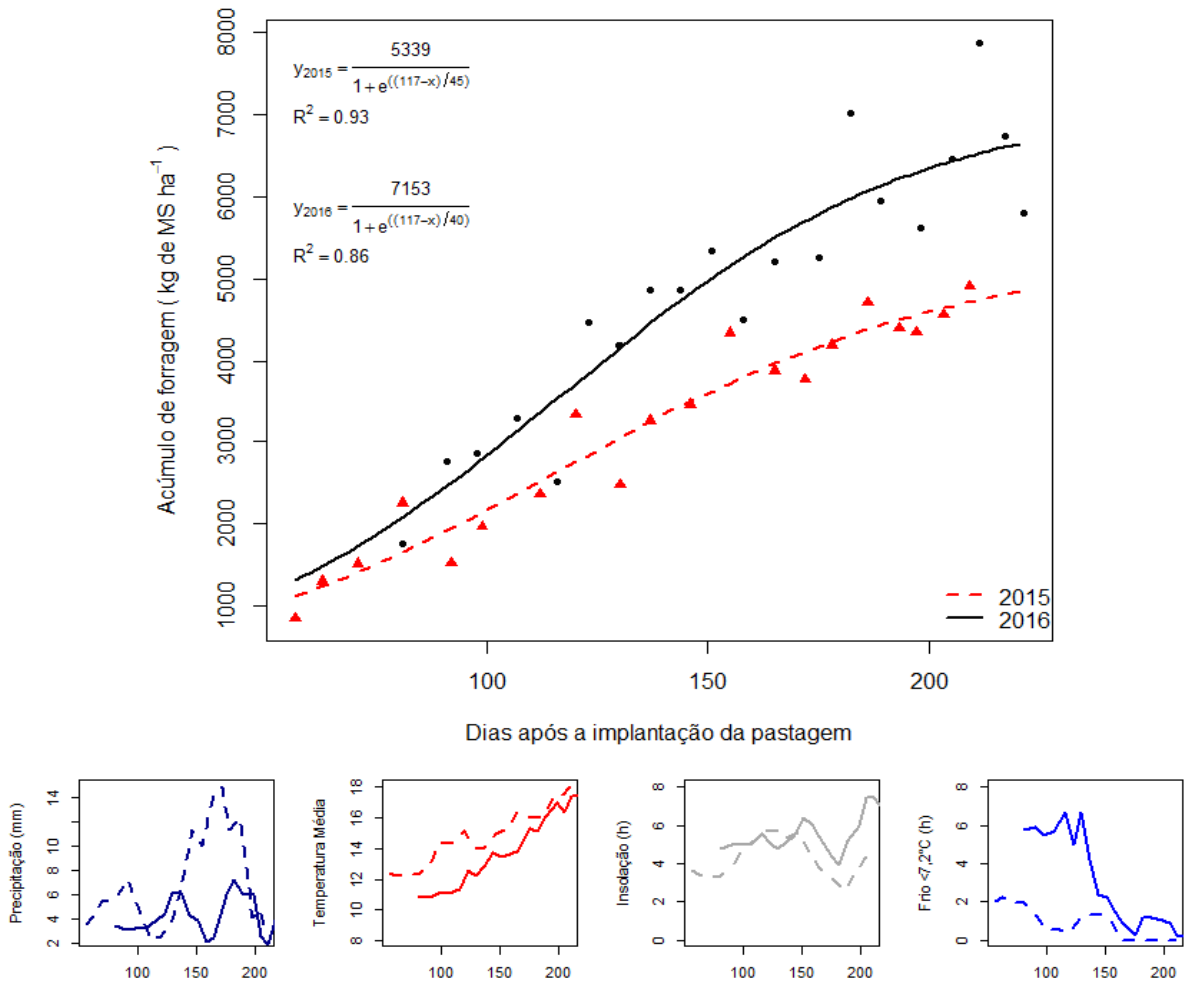 8000
7000
6000
5000
4000
3000
2000
1000
Acúmulo de forragem ( kg de MS ha⁻¹ )
y₂₀₁₅ = 5339 / 1+e^((117−x)/45)
R² = 0.93
y₂₀₁₆ = 7153 / 1+e^((117−x)/40)
R² = 0.86
2015
2016
100 150 200
Dias após a implantação da pastagem
Precipitação (mm)
14
10
8
6
4
2
100 150 200
Temperatura Média
18
16
14
12
10
8
100 150 200
Insolação (h)
8
6
4
2
0
100 150 200
Frio <7,2ºC (h)
8
6
4
2
0
100 150 200